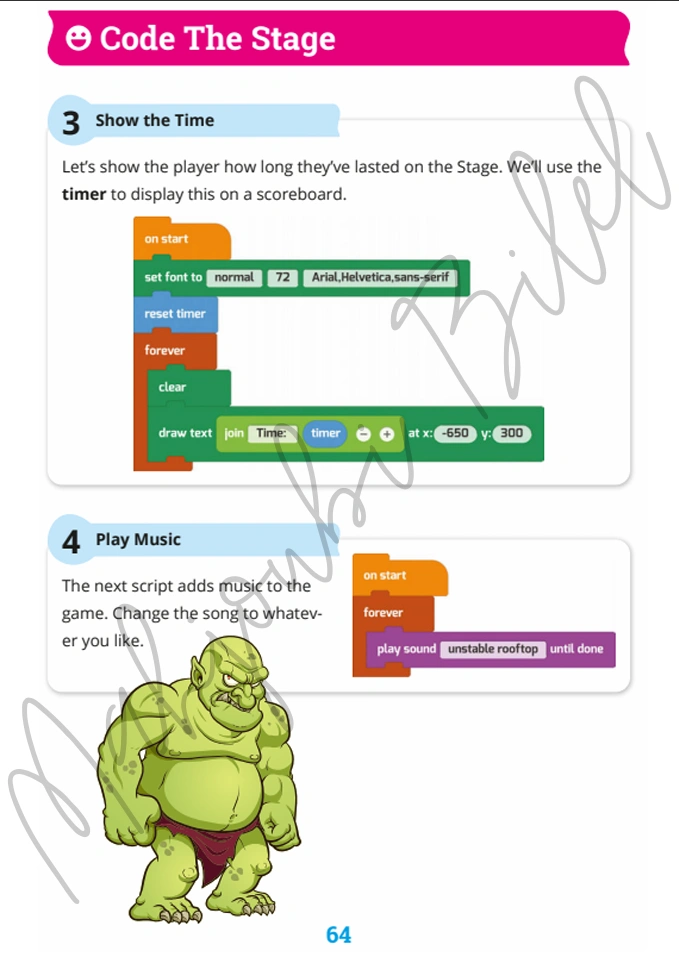 Code The Stage
3 Show the Time
Let's show the player how long they've lasted on the Stage. We'll use the
timer to display this on a scoreboard.
on start
set font to normal 72 Arial,Helvetica,sans-serif
reset timer
forever
clear
draw text join Time: timer − + at x: -650 y: 300
4 Play Music
The next script adds music to the
game. Change the song to whatev-
er you like.
on start
forever
play sound unstable rooftop until done
64